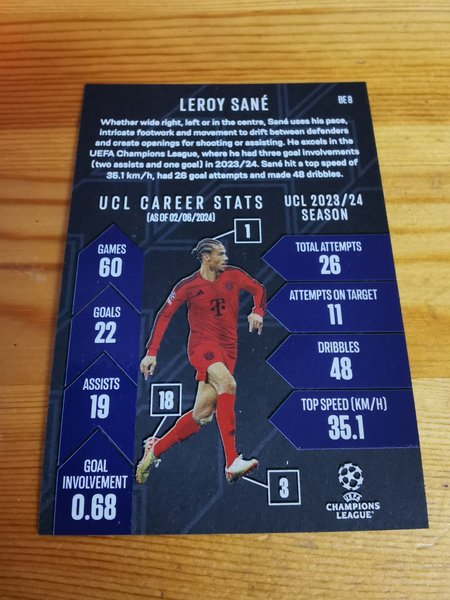 LEROY SANÉ
BE 8
Whether wide right, left or in the centre, Sané uses his pace,
intricate footwork and movement to drift between defenders
and create openings for shooting or assisting. He excels in the
UEFA Champions League, where he had three goal involvements
(two assists and one goal) in 2023/24. Sané hit a top speed of
35.1 km/h, had 26 goal attempts and made 48 dribbles.
UCL CAREER STATS
(AS OF 02/06/2024)
UCL 2023/24
SEASON
GAMES
60
GOALS
22
ASSISTS
19
GOAL
INVOLVEMENT
0.68
1
18
3
T
TOTAL ATTEMPTS
26
ATTEMPTS ON TARGET
11
DRIBBLES
48
TOP SPEED (KM/H)
35.1
UEFA
CHAMPIONS
LEAGUE